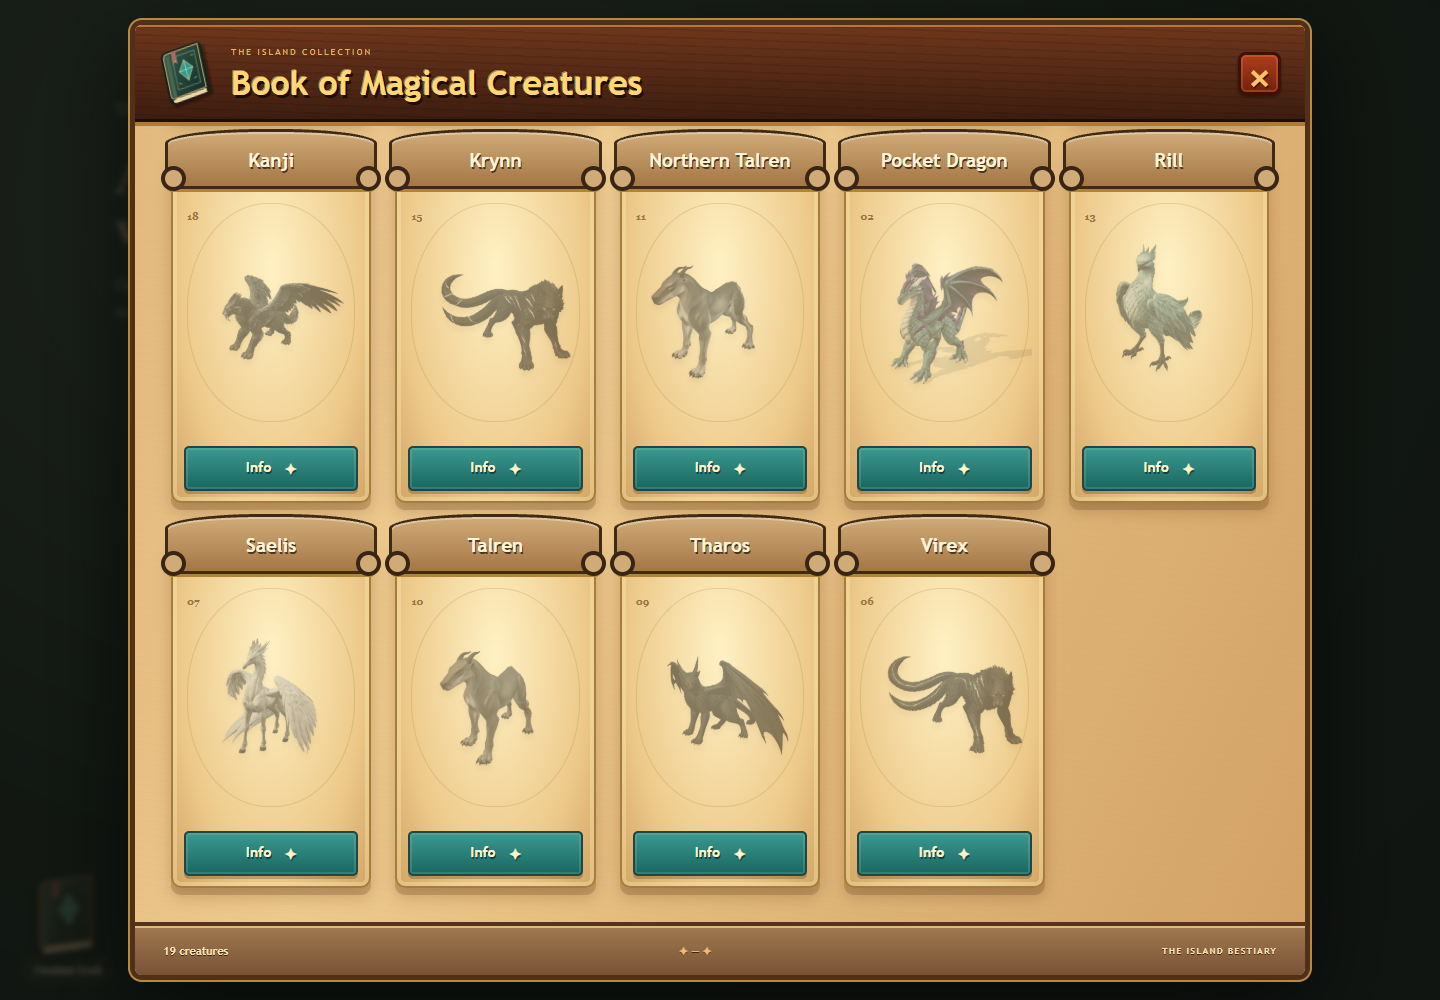 THE ISLAND COLLECTION
Book of Magical Creatures
Kanji
Krynn
Northern Talren
Pocket Dragon
Rill
18
15
11
02
13
Info
Info
Info
Info
Info
Saelis
Talren
Tharos
Virex
07
10
09
06
Info
Info
Info
Info
19 creatures
THE ISLAND BESTIARY